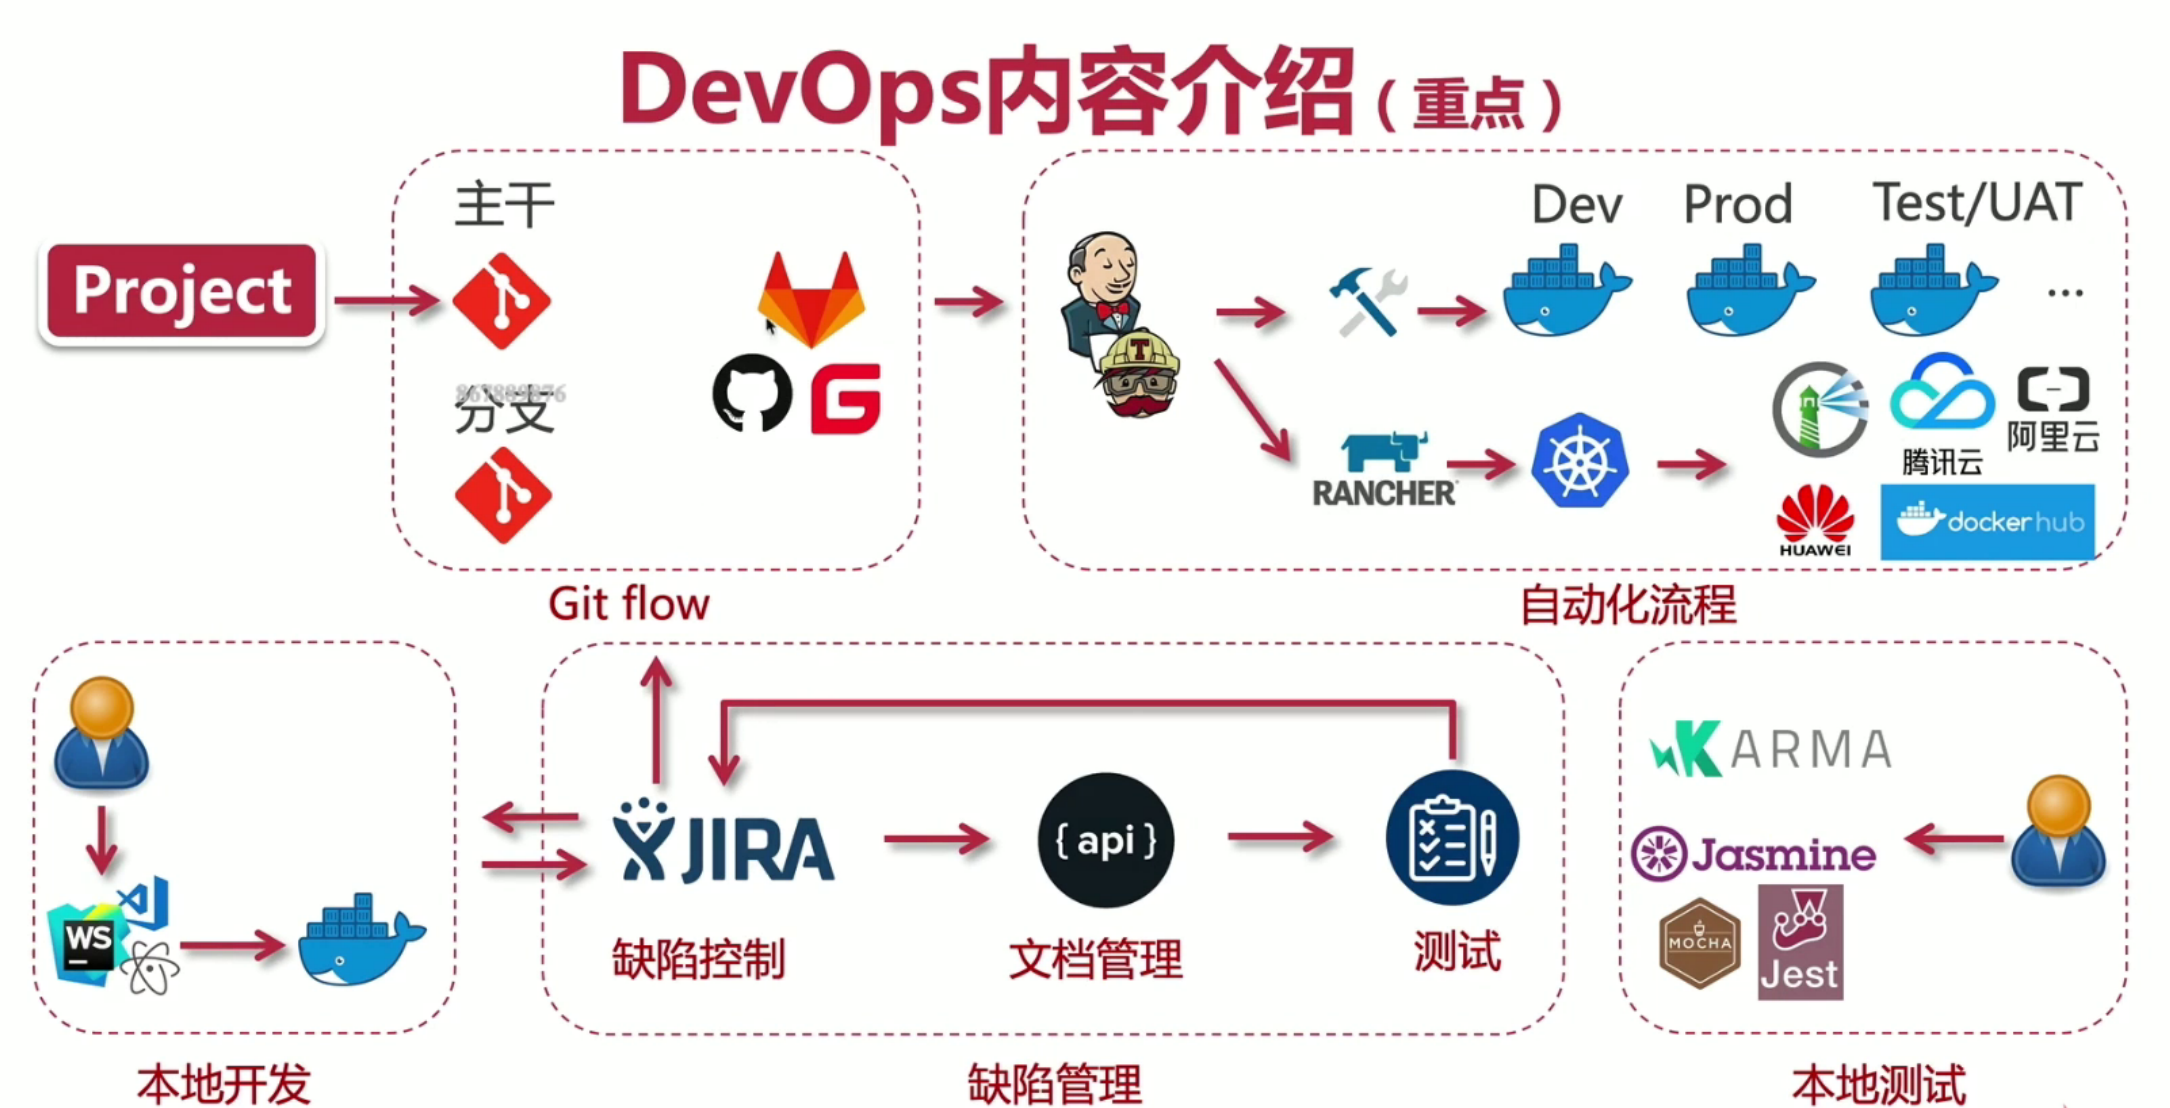 DevOps内容介绍（重点）
Project
主干
867889876
分支
Git flow
T
Dev
Prod
Test/UAT
...
RANCHER
腾讯云
阿里云
HUAWEI
dockerhub
自动化流程
WS
本地开发
JIRA
缺陷控制
{api}
文档管理
测试
缺陷管理
KARMA
Jasmine
MOCHA
Jest
本地测试